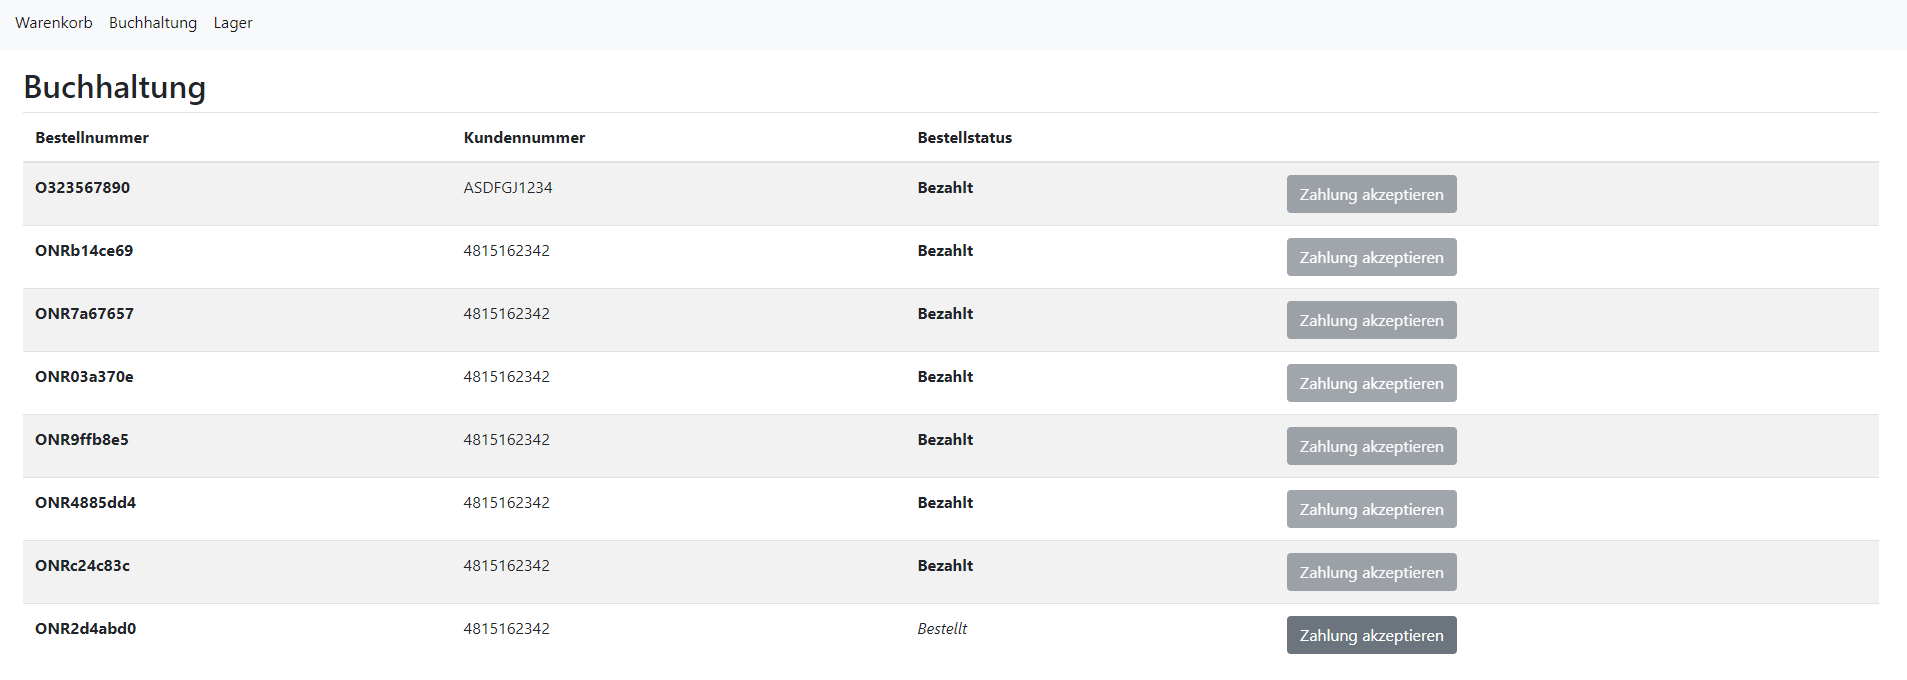 Warenkorb Buchhaltung Lager
Buchhaltung
Bestellnummer Kundennummer Bestellstatus
O323567890 ASDFGJ1234 Bezahlt Zahlung akzeptieren
ONRb14ce69 4815162342 Bezahlt Zahlung akzeptieren
ONR7a67657 4815162342 Bezahlt Zahlung akzeptieren
ONR03a370e 4815162342 Bezahlt Zahlung akzeptieren
ONR9ffb8e5 4815162342 Bezahlt Zahlung akzeptieren
ONR4885dd4 4815162342 Bezahlt Zahlung akzeptieren
ONRc24c83c 4815162342 Bezahlt Zahlung akzeptieren
ONR2d4abd0 4815162342 Bestellt Zahlung akzeptieren